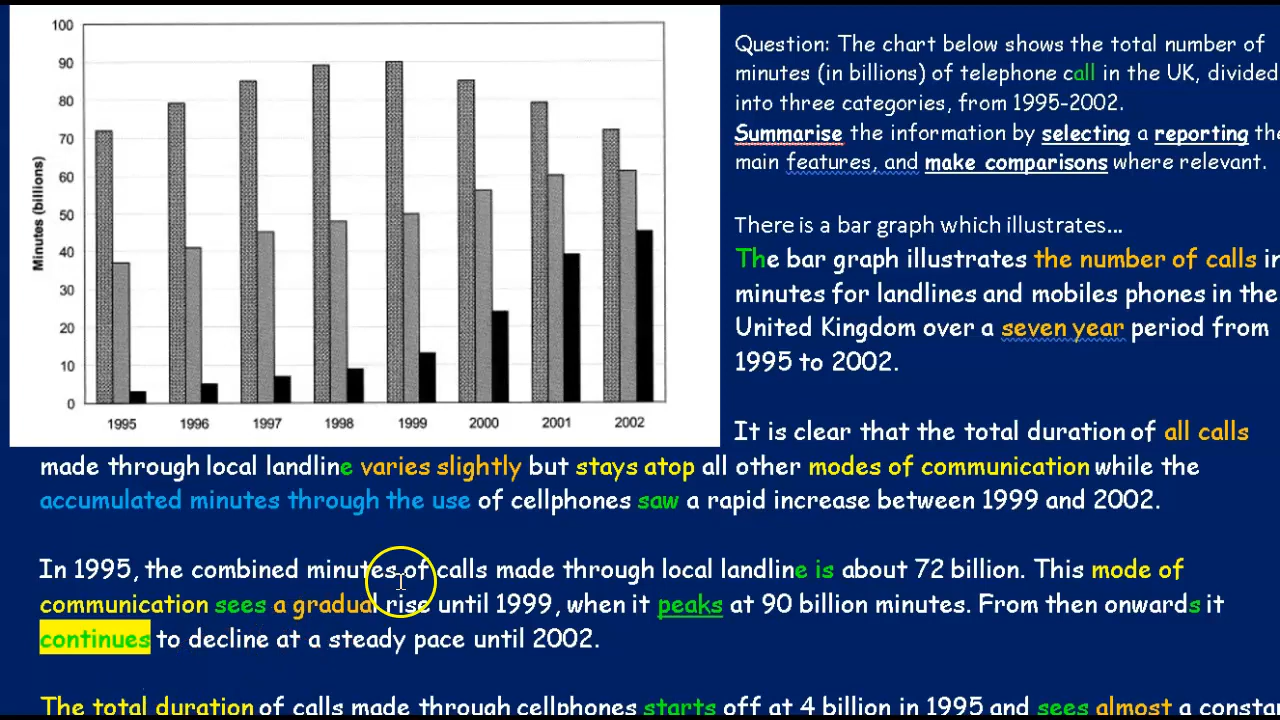 100
90
80
70
60
50
40
30
20
10
0
Minutes (billions)
1995 1996 1997 1998 1999 2000 2001 2002
Question: The chart below shows the total number of
minutes (in billions) of telephone call in the UK, divided
into three categories, from 1995-2002.
Summarise the information by selecting a reporting the
main features, and make comparisons where relevant.
There is a bar graph which illustrates...
The bar graph illustrates the number of calls in
minutes for landlines and mobiles phones in the
United Kingdom over a seven year period from
1995 to 2002.
It is clear that the total duration of all calls
made through local landline varies slightly but stays atop all other modes of communication while the
accumulated minutes through the use of cellphones saw a rapid increase between 1999 and 2002.
In 1995, the combined minutes of calls made through local landline is about 72 billion. This mode of
communication sees a gradual rise until 1999, when it peaks at 90 billion minutes. From then onwards it
continues to decline at a steady pace until 2002.
The total duration of calls made through cellphones starts off at 4 billion in 1995 and sees almost a consta